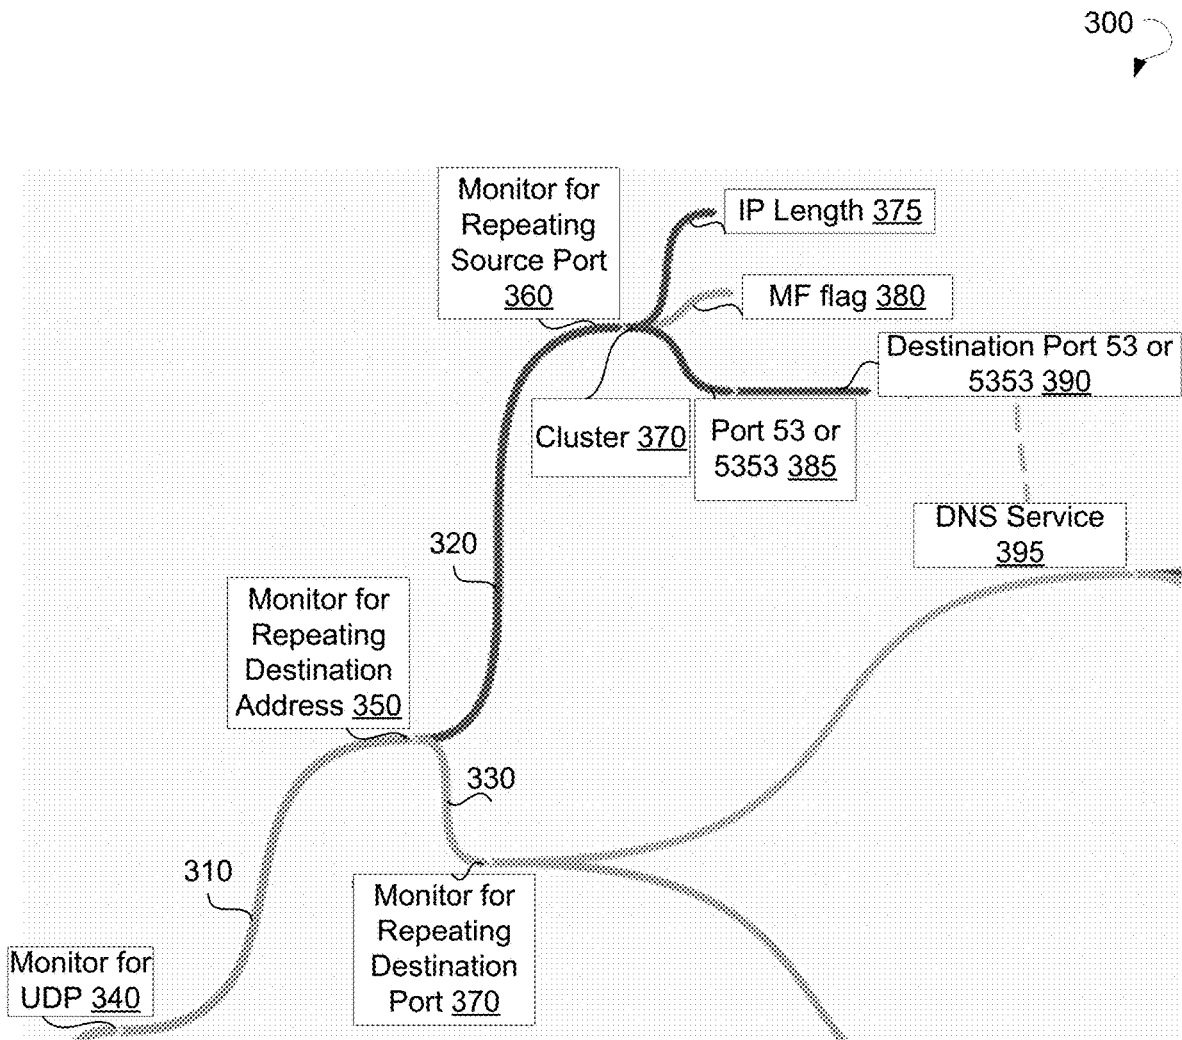 300
Monitor for
Repeating
Source Port
360
IP Length 375
MF flag 380
Destination Port 53 or
5353 390
Cluster 370
Port 53 or
5353 385
DNS Service
395
320
Monitor for
Repeating
Destination
Address 350
330
310
Monitor for
Repeating
Destination
Port 370
Monitor for
UDP 340